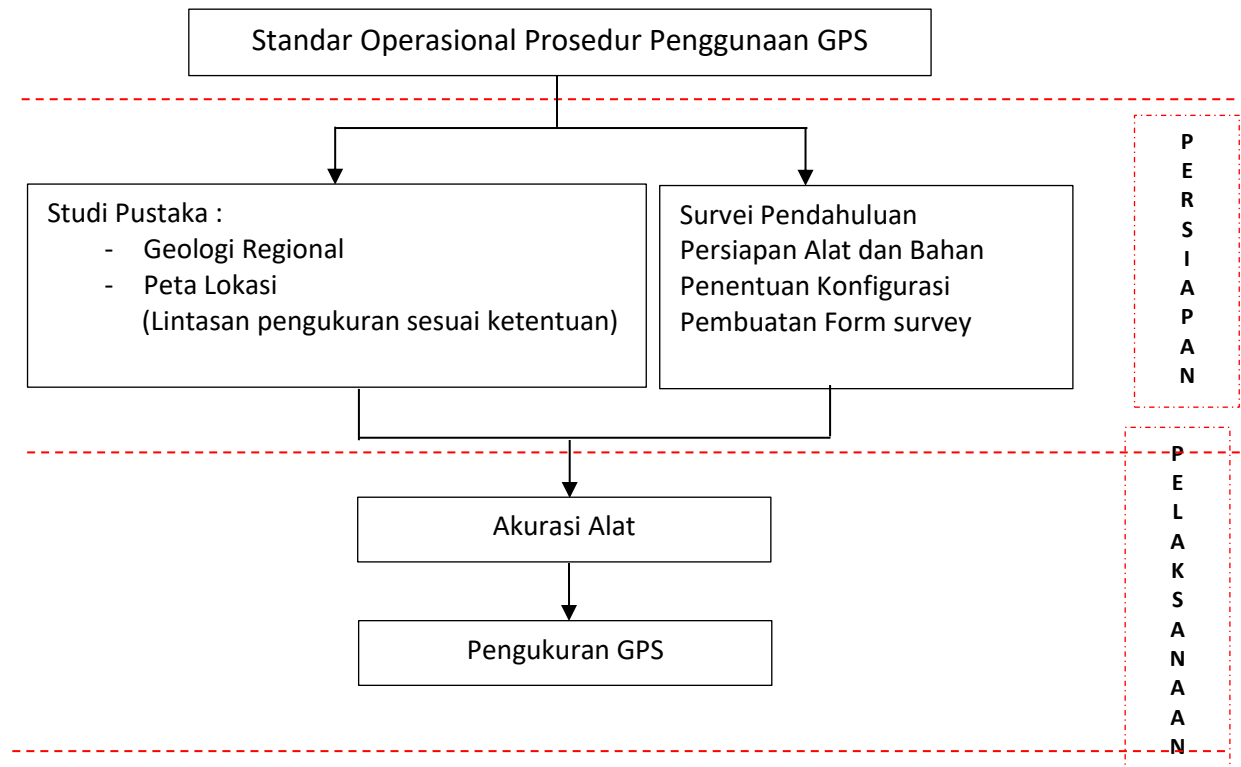 Standar Operasional Prosedur Penggunaan GPS
Studi Pustaka :
- Geologi Regional
- Peta Lokasi
(Lintasan pengukuran sesuai ketentuan)
Survei Pendahuluan
Persiapan Alat dan Bahan
Penentuan Konfigurasi
Pembuatan Form survey
P
E
R
S
I
A
P
A
N
Akurasi Alat
Pengukuran GPS
P
E
L
A
K
S
A
N
A
A
N